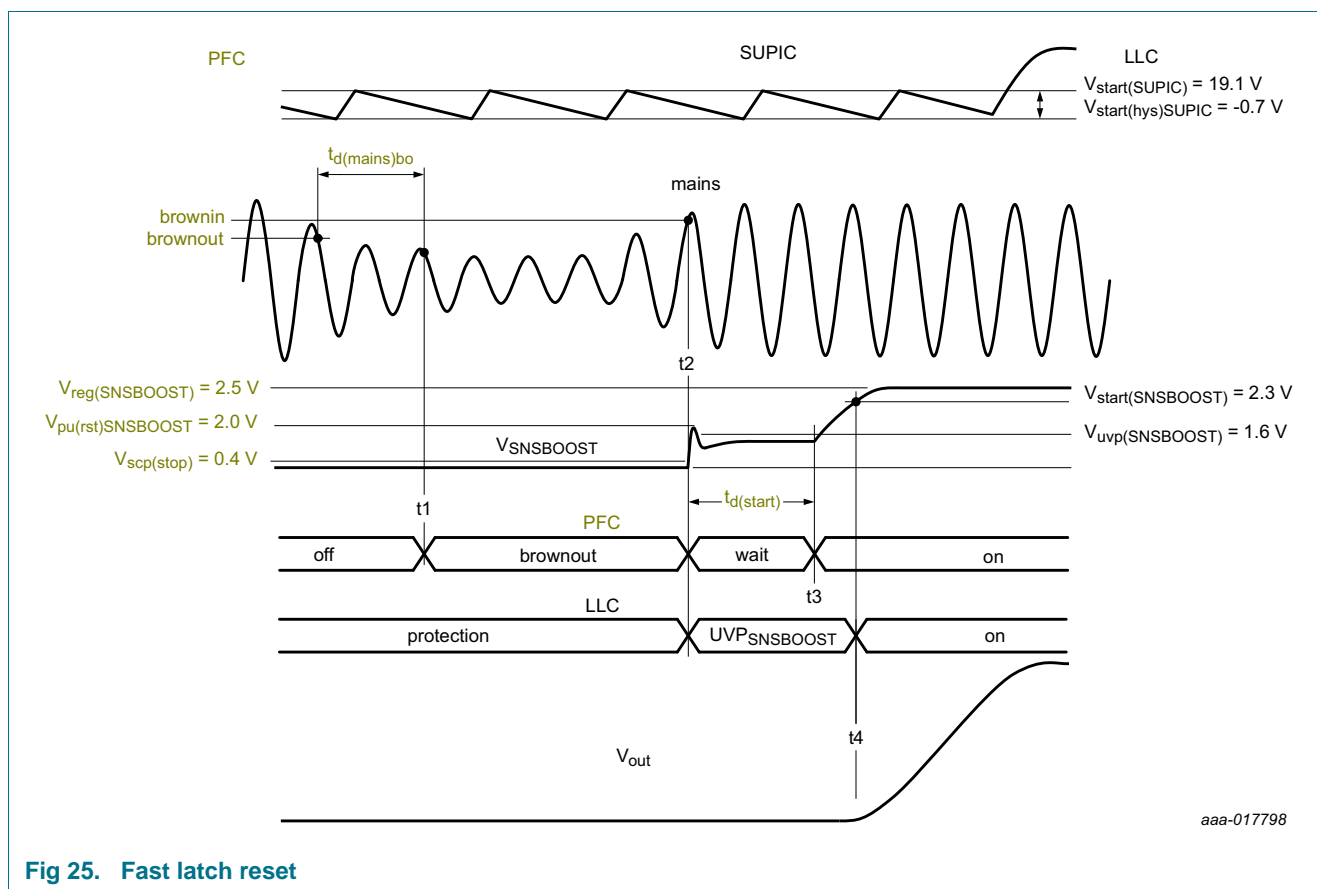 PFC
SUPIC
LLC
Vstart(SUPIC) = 19.1 V
Vstart(hys)SUPIC = -0.7 V
td(mains)bo
mains
brownin
brownout
t2
Vreg(SNSBOOST) = 2.5 V
Vstart(SNSBOOST) = 2.3 V
Vpu(rst)SNSBOOST = 2.0 V
Vuvp(SNSBOOST) = 1.6 V
VSNSBOOST
Vscp(stop) = 0.4 V
td(start)
t1
PFC
off
brownout
wait
on
t3
LLC
protection
UVPSNSBOOST
on
t4
Vout
aaa-017798
Fig 25. Fast latch reset